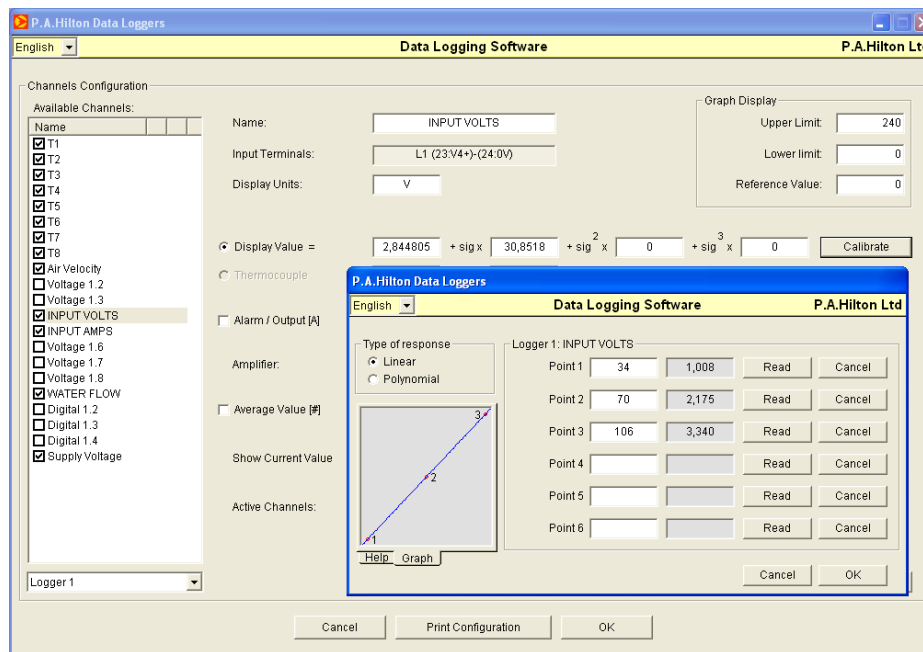 P.A.Hilton Data Loggers
English Data Logging Software P.A.Hilton Lt
Channels Configuration
Available Channels:
Name
T1
T2
T3
T4
T5
T6
T7
T8
Air Velocity
Voltage 1.2
Voltage 1.3
INPUT VOLTS
INPUT AMPS
Voltage 1.6
Voltage 1.7
Voltage 1.8
WATER FLOW
Digital 1.2
Digital 1.3
Digital 1.4
Supply Voltage
Logger 1
Name: INPUT VOLTS
Input Terminals: L1 (23:V4+)-(24:0V)
Display Units: V
Graph Display
Upper Limit: 240
Lower limit: 0
Reference Value: 0
Display Value = 2,844805 + sig x 30,8518 + sig 2 x 0 + sig 3 x 0 Calibrate
Thermocouple
Alarm / Output [A]
Amplifier:
Average Value [#]
Show Current Value
Active Channels:
P.A.Hilton Data Loggers
English Data Logging Software P.A.Hilton Ltd
Type of response
Linear
Polynomial
1
2
3
Help Graph
Logger 1: INPUT VOLTS
Point 1 34 1,008 Read Cancel
Point 2 70 2,175 Read Cancel
Point 3 106 3,340 Read Cancel
Point 4 Read Cancel
Point 5 Read Cancel
Point 6 Read Cancel
Cancel OK
Cancel Print Configuration OK